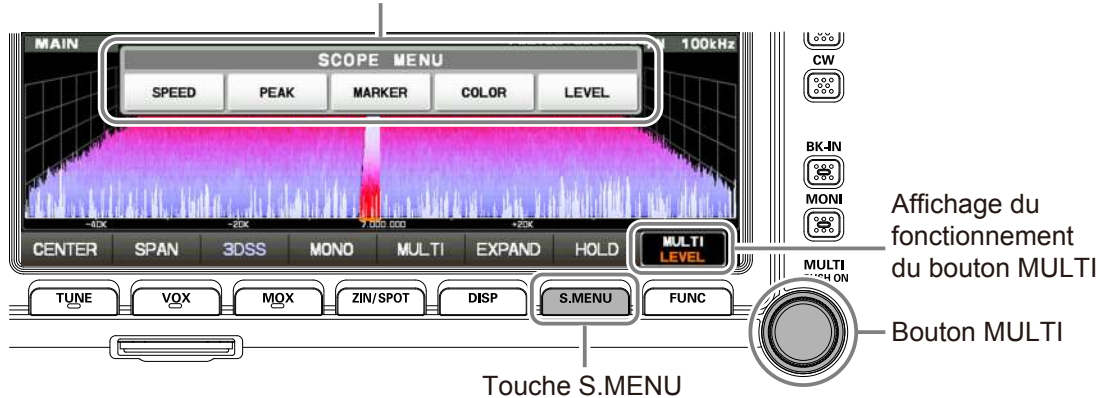 MAIN
100kHz
SCOPE MENU
SPEED PEAK MARKER COLOR LEVEL
CW
BK-IN
MONI
-40K -20K 7.000.000 +20K
CENTER SPAN 3DSS MONO MULTI EXPAND HOLD MULTI
LEVEL
Affichage du
fonctionnement
du bouton MULTI
MULTI
TUNE VOX MOX ZIN/SPOT DISP S.MENU FUNC
Bouton MULTI
Touche S.MENU